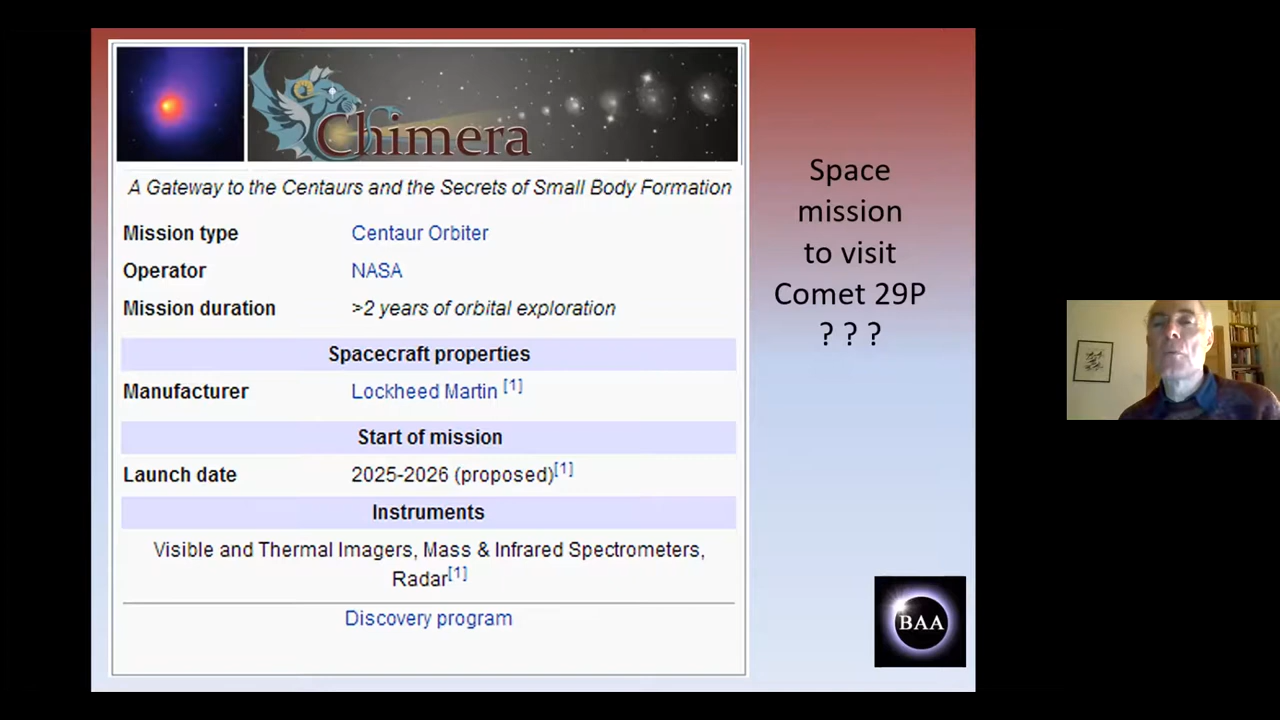 Chimera
A Gateway to the Centaurs and the Secrets of Small Body Formation
Mission type Centaur Orbiter
Operator NASA
Mission duration >2 years of orbital exploration
Spacecraft properties
Manufacturer Lockheed Martin [1]
Start of mission
Launch date 2025-2026 (proposed)[1]
Instruments
Visible and Thermal Imagers, Mass & Infrared Spectrometers,
Radar[1]
Discovery program
Space
mission
to visit
Comet 29P
? ? ?
BAA